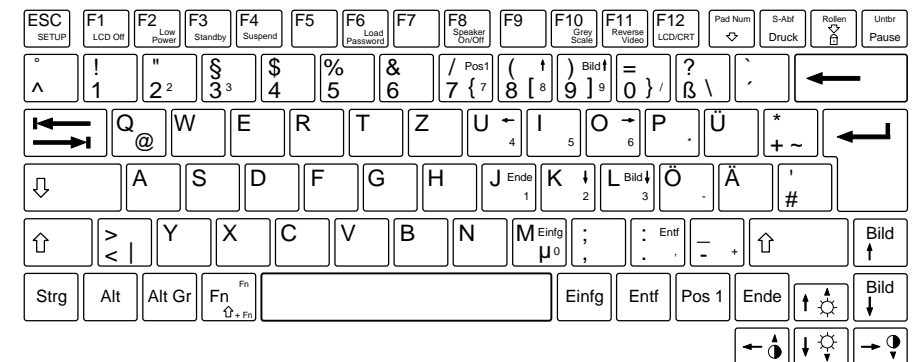 ESC F1 F2 F3 F4 F5 F6 F7 F8 F9 F10 F11 F12 Pad Num S-Abf Rollen Untbr
SETUP LCD Off Low Power Standby Suspend Load Password Speaker On/Off Grey Scale Reverse Video LCD/CRT Druck Pause
° ! " § $ % & / Pos1 ( ) Bild = ? `
^ 1 2 ² 3 ³ 4 5 6 7 { 7 8 [ 8 9 ] 9 0 } / ß \ ´
Q W E R T Z U I O P Ü *
@ 4 5 6 * + ~
A S D F G H J Ende K L Bild Ö Ä '
1 2 3 - #
> Y X C V B N M Einfg ; : Entf _ Bild
< | µ 0 , . , - +
Strg Alt Alt Gr Fn Fn Einfg Entf Pos 1 Ende Bild
+ Fn